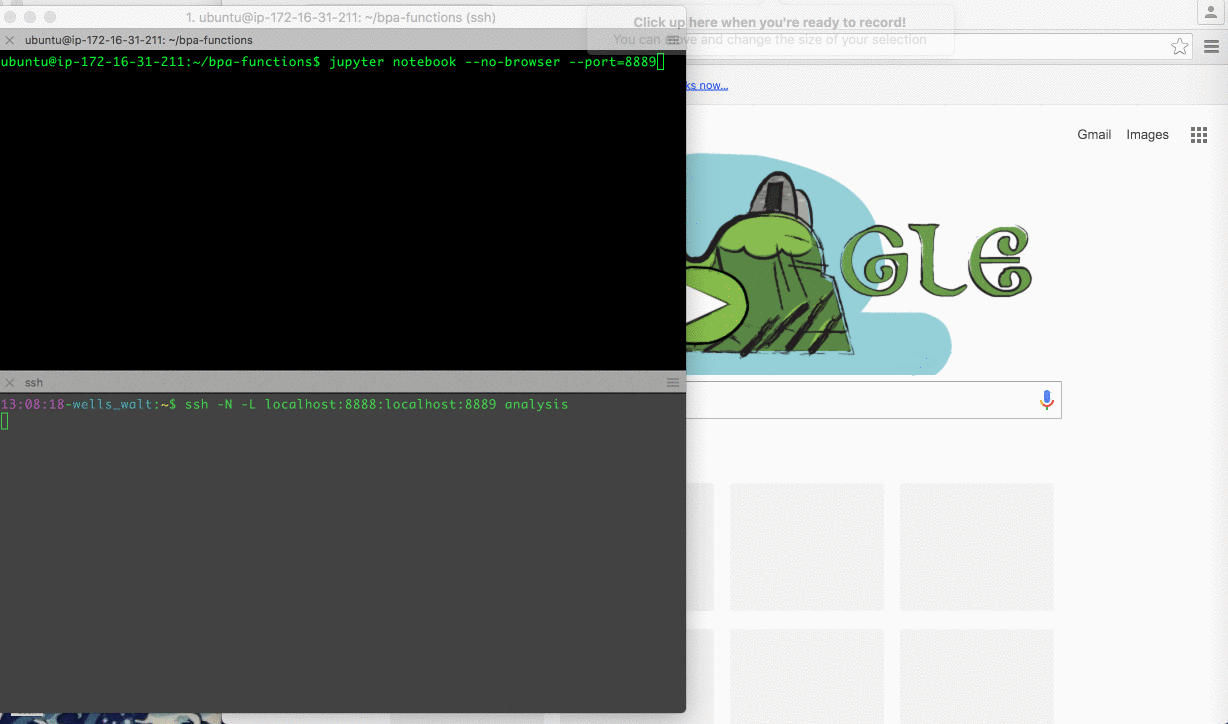 1. ubuntu@ip-172-16-31-211: ~/bpa-functions (ssh)
Click up here when you're ready to record!
You can move and change the size of your selection
ubuntu@ip-172-16-31-211: ~/bpa-functions
ubuntu@ip-172-16-31-211:~/bpa-functions$ jupyter notebook --no-browser --port=8889
ks now...
Gmail Images
GLE
ssh
13:08:18-wells_walt:~$ ssh -N -L localhost:8888:localhost:8889 analysis